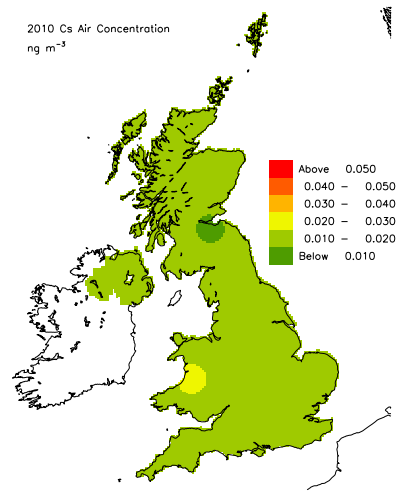 2010 Cs Air Concentration
ng m⁻³
Above 0.050
0.040 – 0.050
0.030 – 0.040
0.020 – 0.030
0.010 – 0.020
Below 0.010